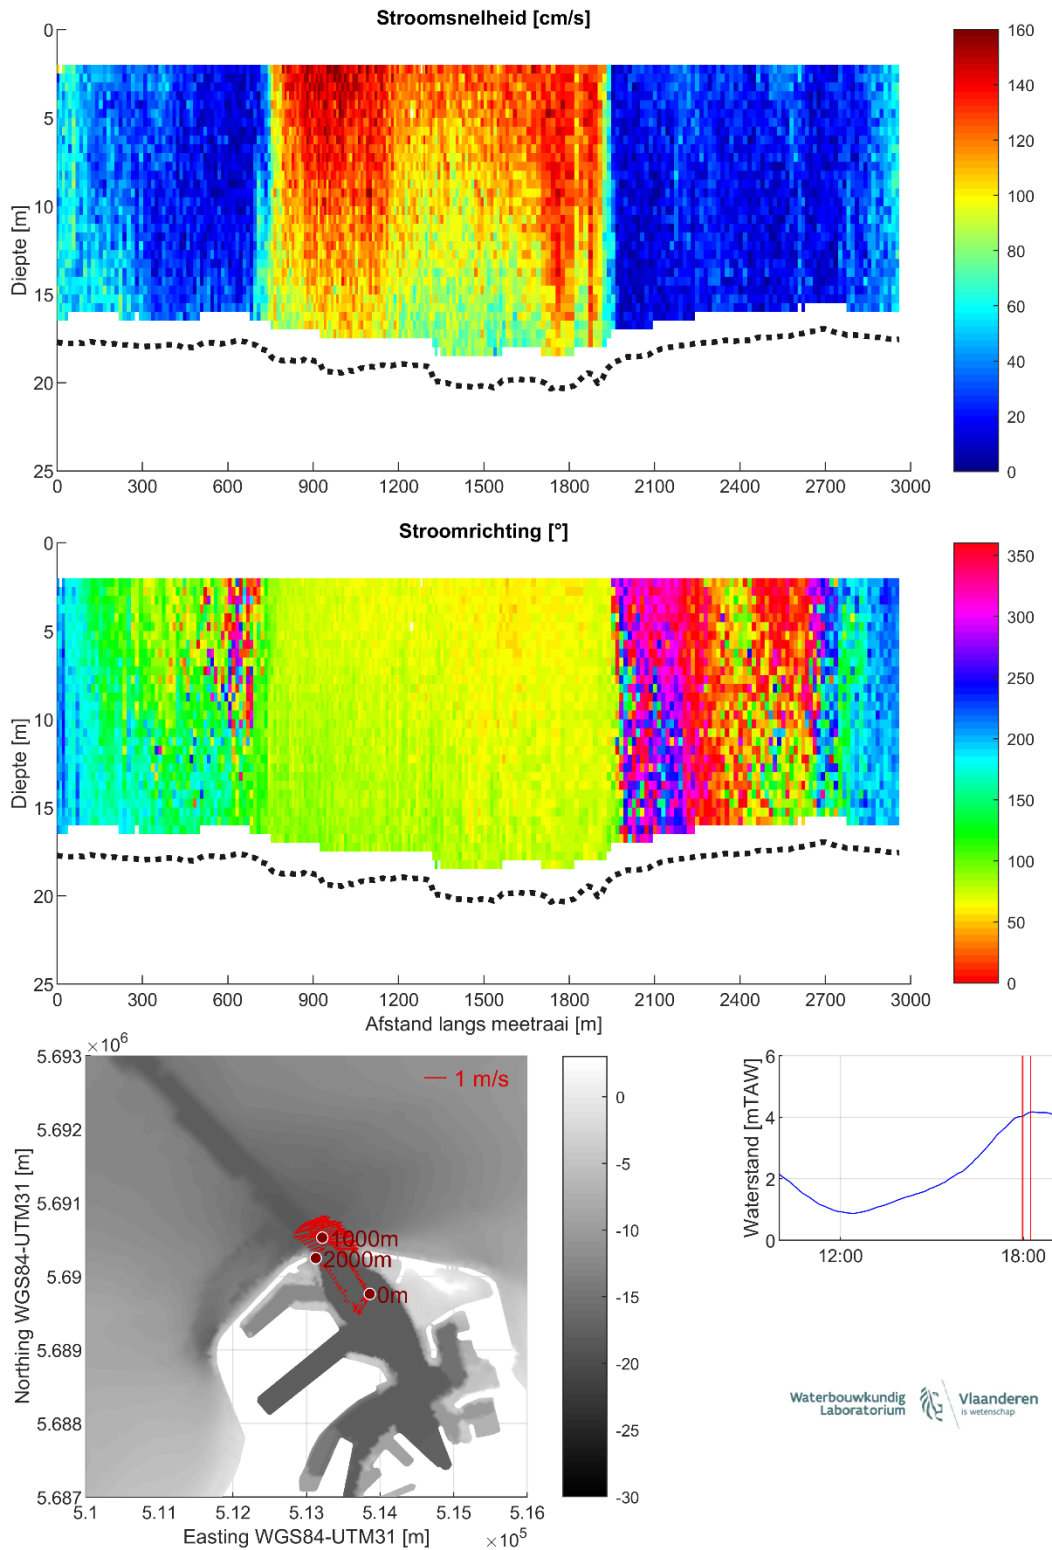 Stroomsnelheid [cm/s]
Diepte [m]
0
5
10
15
20
25
0 300 600 900 1200 1500 1800 2100 2400 2700 3000
160
140
120
100
80
60
40
20
0
Stroomrichting [°]
Diepte [m]
0
5
10
15
20
25
0 300 600 900 1200 1500 1800 2100 2400 2700 3000
Afstand langs meetraai [m]
350
300
250
200
150
100
50
0
×10⁶
Northing WGS84-UTM31 [m]
5.693
5.692
5.691
5.69
5.689
5.688
5.687
1 m/s
1000m
2000m
0m
5.1 5.12 5.13 5.14 5.15 5.16
Easting WGS84-UTM31 [m]
×10⁵
0
-5
-10
-15
-20
-25
-30
Waterstand [mTAW]
6
4
2
0
12:00 18:00
Waterbouwkundig
Laboratorium
Vlaanderen
is wetenschap